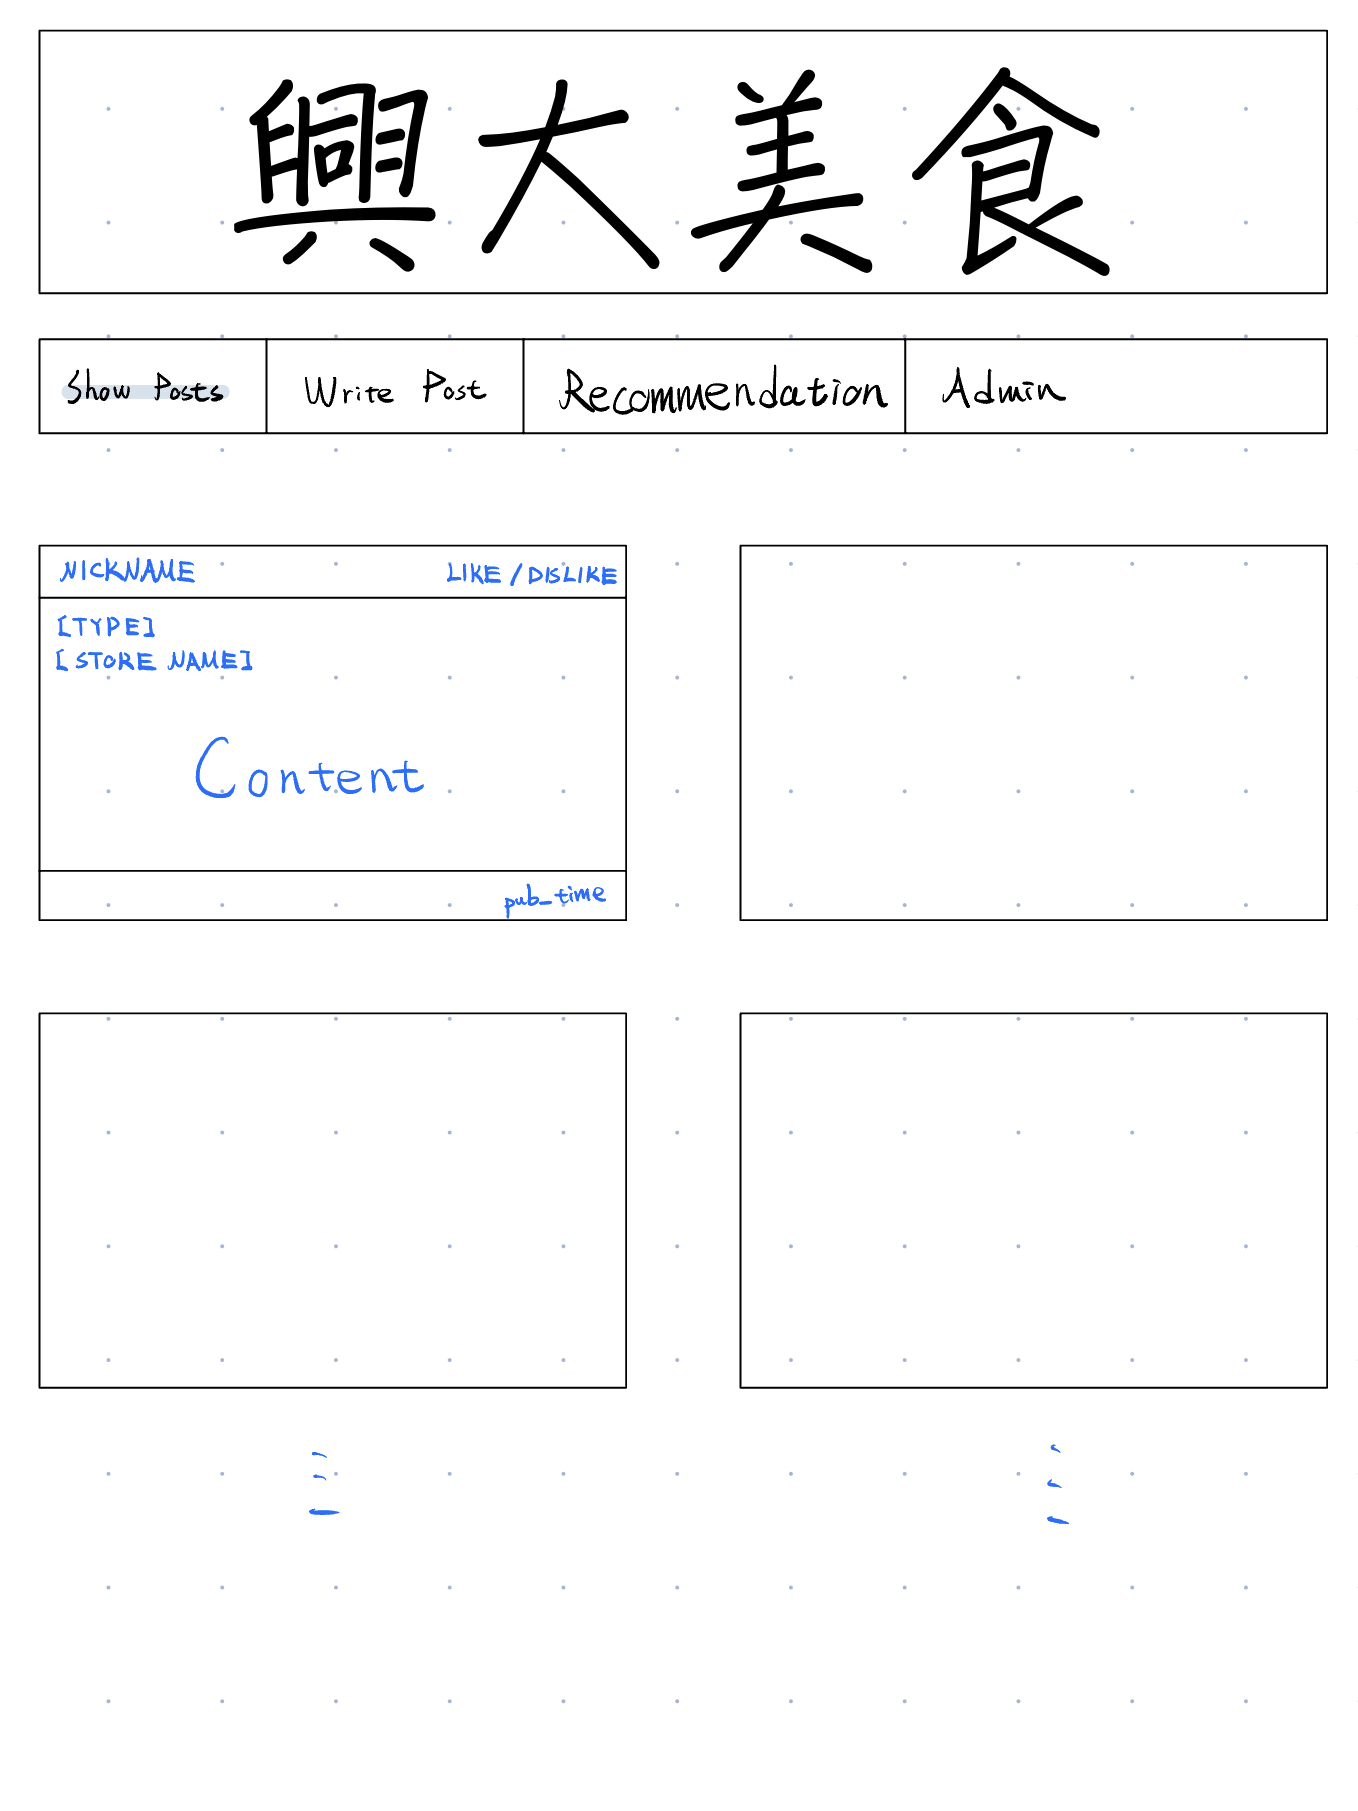 興大美食
Show Posts
Write Post
Recommendation
Admin
NICKNAME
LIKE / DISLIKE
[TYPE]
[STORE NAME]
Content
pub_time